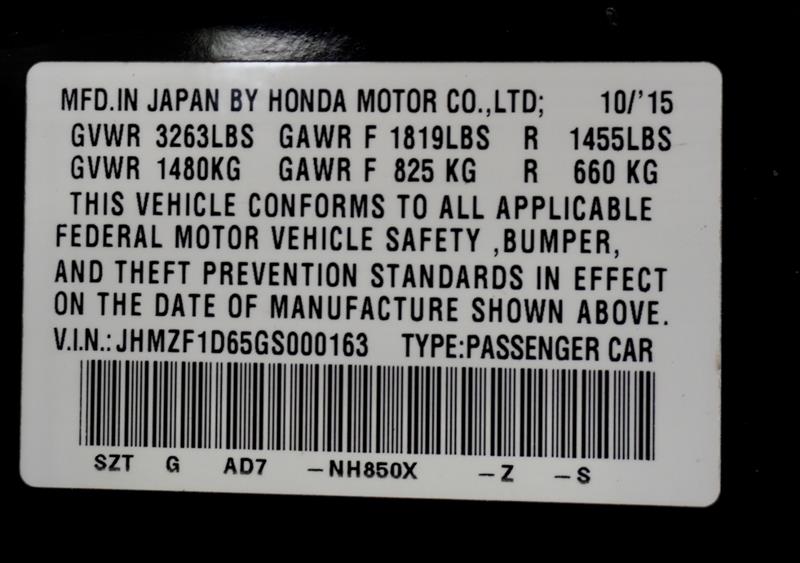 MFD.IN JAPAN BY HONDA MOTOR CO.,LTD; 10/'15
GVWR 3263LBS GAWR F 1819LBS R 1455LBS
GVWR 1480KG GAWR F 825 KG R 660 KG
THIS VEHICLE CONFORMS TO ALL APPLICABLE
FEDERAL MOTOR VEHICLE SAFETY ,BUMPER,
AND THEFT PREVENTION STANDARDS IN EFFECT
ON THE DATE OF MANUFACTURE SHOWN ABOVE.
V.I.N.:JHMZF1D65GS000163 TYPE:PASSENGER CAR
SZT G AD7 -NH850X -Z -S